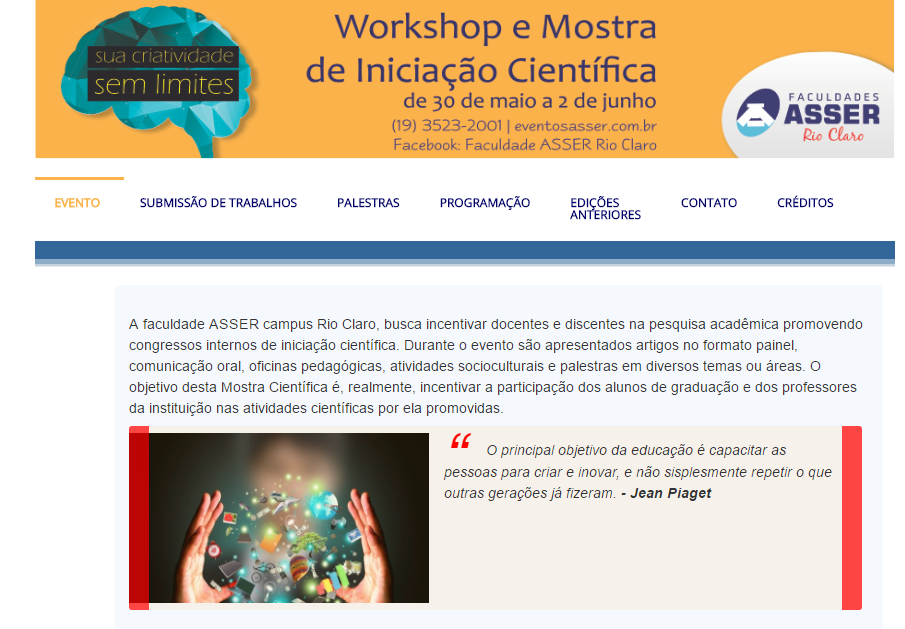 sua criatividade
sem limites
Workshop e Mostra
de Iniciação Científica
de 30 de maio a 2 de junho
(19) 3523-2001 | eventosasser.com.br
Facebook: Faculdade ASSER Rio Claro
FACULDADES
ASSER
Rio Claro
EVENTO
SUBMISSÃO DE TRABALHOS
PALESTRAS
PROGRAMAÇÃO
EDIÇÕES
ANTERIORES
CONTATO
CRÉDITOS
A faculdade ASSER campus Rio Claro, busca incentivar docentes e discentes na pesquisa acadêmica promovendo
congressos internos de iniciação científica. Durante o evento são apresentados artigos no formato painel,
comunicação oral, oficinas pedagógicas, atividades socioculturais e palestras em diversos temas ou áreas. O
objetivo desta Mostra Científica é, realmente, incentivar a participação dos alunos de graduação e dos professores
da instituição nas atividades científicas por ela promovidas.
“ O principal objetivo da educação é capacitar as
pessoas para criar e inovar, e não sisplesmente repetir o que
outras gerações já fizeram. - Jean Piaget